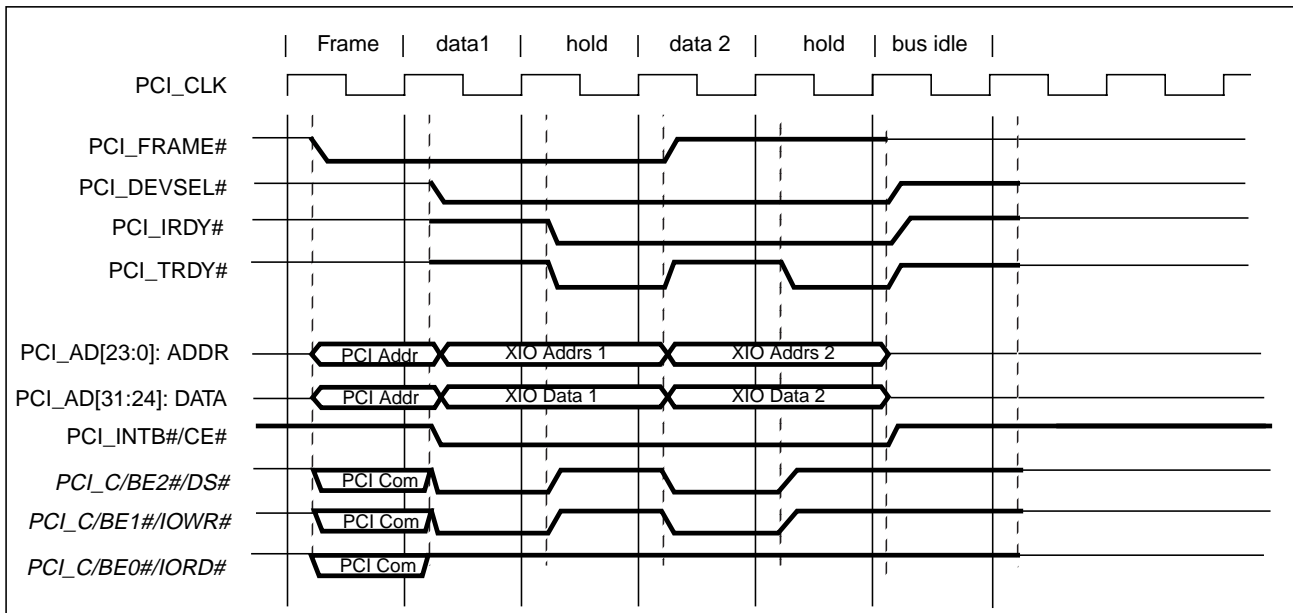 | Frame | data1 | hold | data 2 | hold | bus idle |
PCI_CLK
PCI_FRAME#
PCI_DEVSEL#
PCI_IRDY#
PCI_TRDY#
PCI_AD[23:0]: ADDR PCI Addr XIO Addrs 1 XIO Addrs 2
PCI_AD[31:24]: DATA PCI Addr XIO Data 1 XIO Data 2
PCI_INTB#/CE#
PCI_C/BE2#/DS# PCI Com
PCI_C/BE1#/IOWR# PCI Com
PCI_C/BE0#/IORD# PCI Com